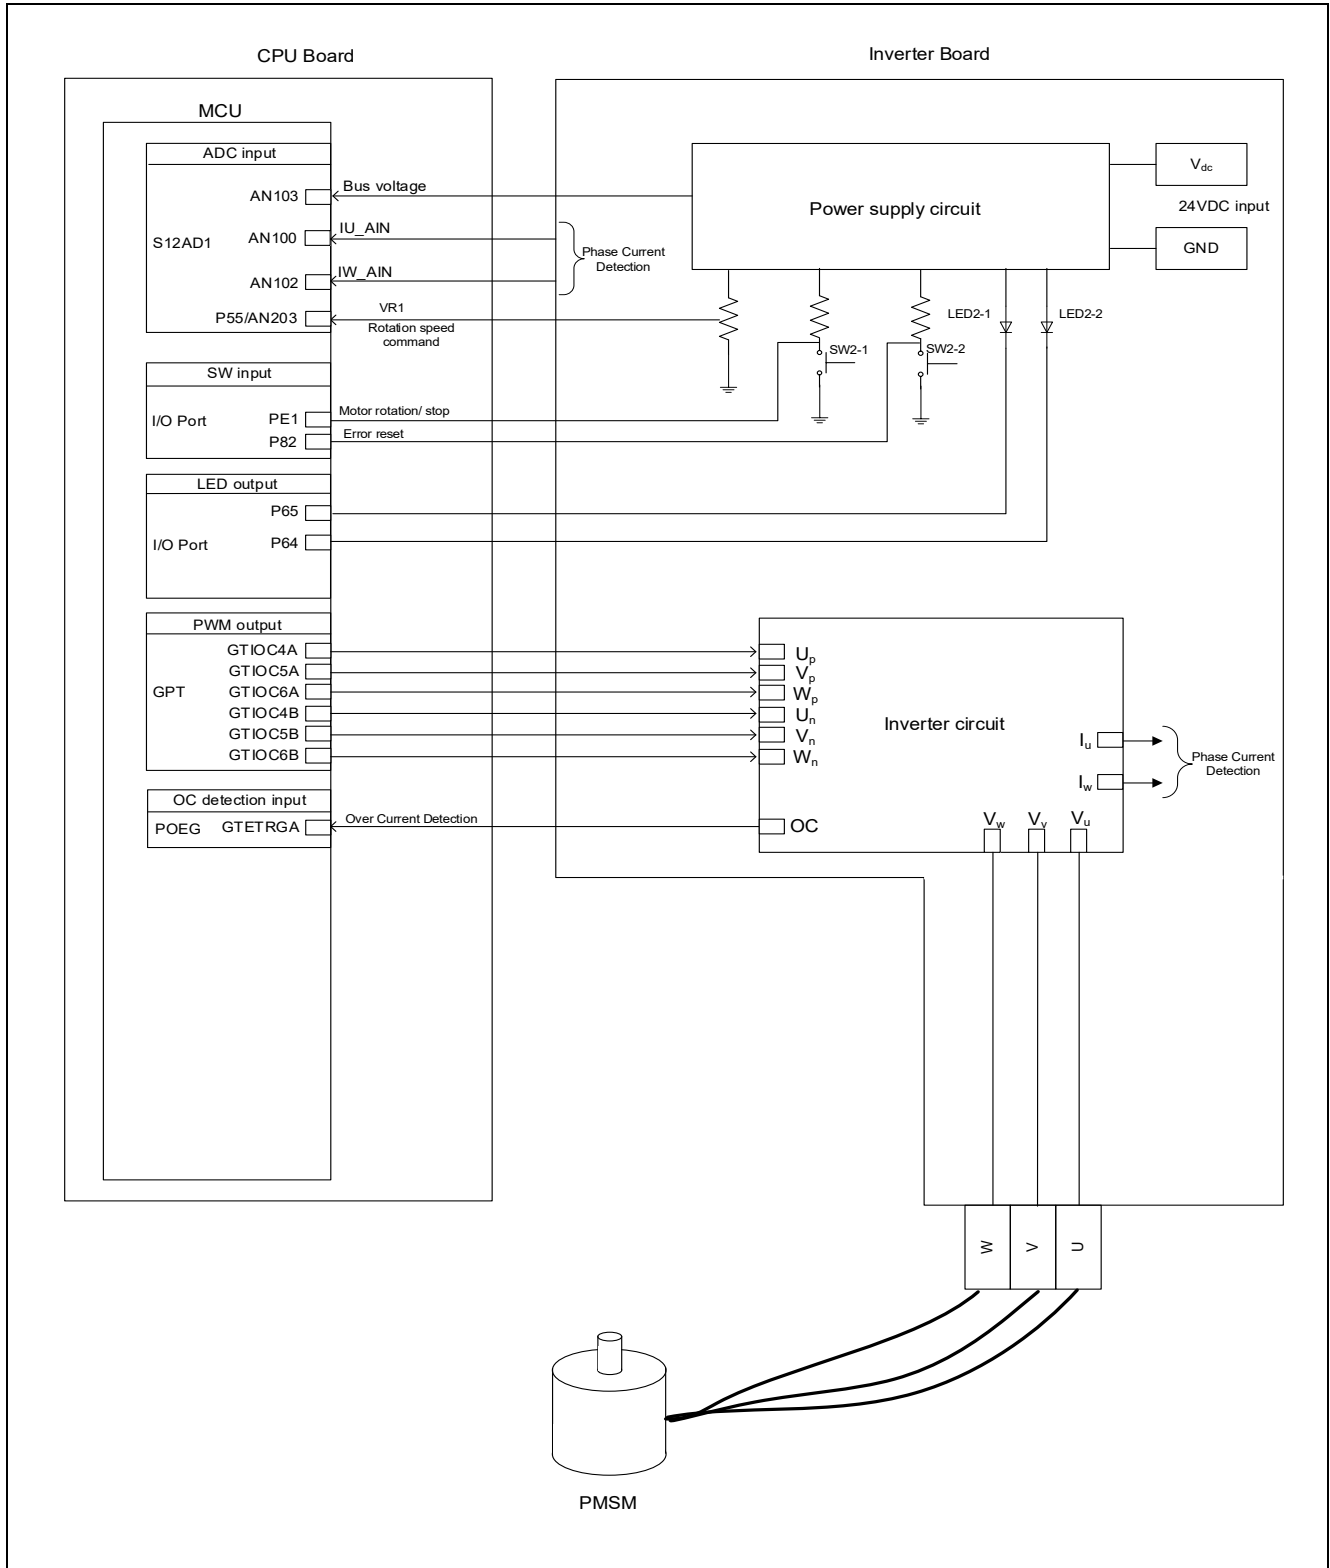 CPU Board
Inverter Board
MCU
ADC input
S12AD1
AN103
Bus voltage
AN100
IU_AIN
AN102
IW_AIN
Phase Current
Detection
P55/AN203
VR1
Rotation speed
command
Power supply circuit
Vdc
24VDC input
GND
LED2-1
LED2-2
SW2-1
SW2-2
SW input
I/O Port
PE1
Motor rotation/ stop
P82
Error reset
LED output
I/O Port
P65
P64
PWM output
GPT
GTIOC4A
GTIOC5A
GTIOC6A
GTIOC4B
GTIOC5B
GTIOC6B
Up
Vp
Wp
Un
Vn
Wn
Inverter circuit
Iu
Iw
Phase Current
Detection
OC detection input
POEG
GTETRGA
Over Current Detection
OC
Vw
Vv
Vu
W
V
U
PMSM